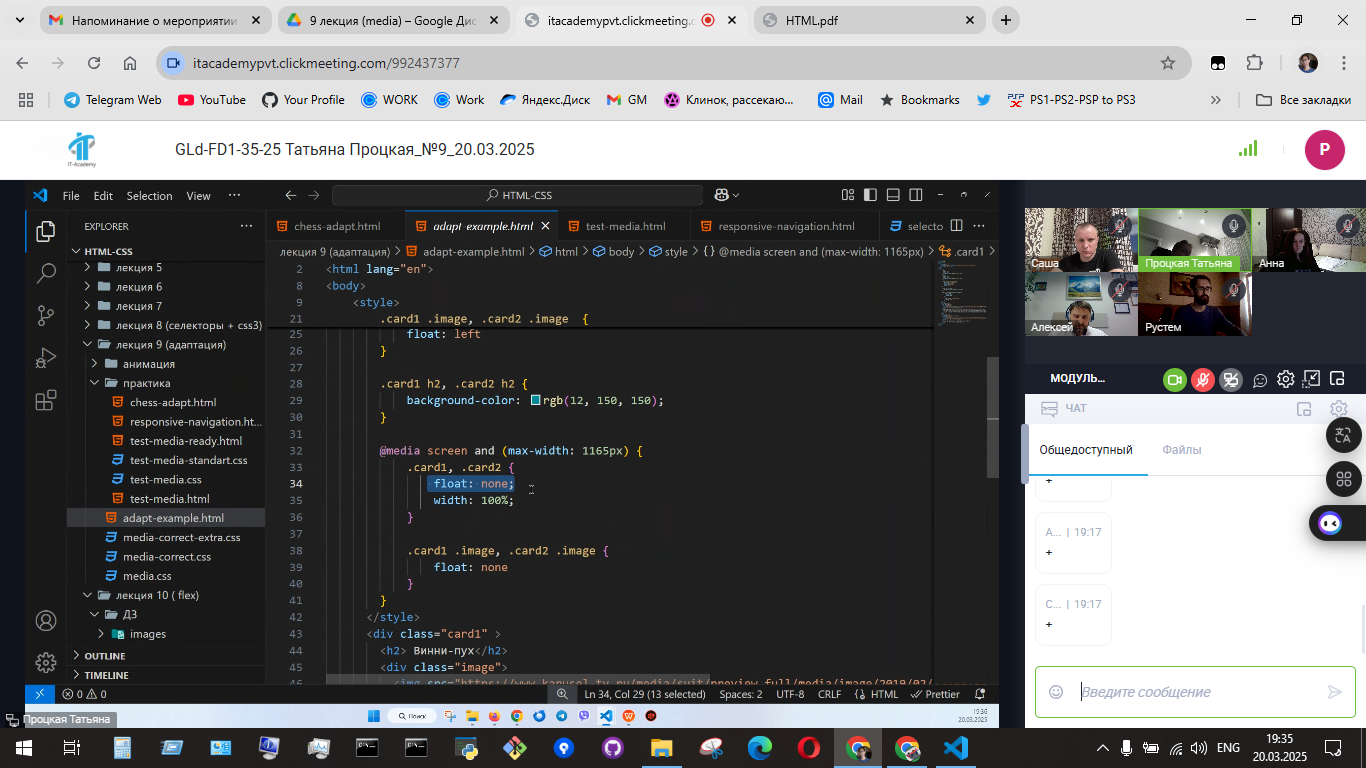 Напоминание о мероприятии
9 лекция (media) – Google Дис
itacademypvt.clickmeeting.
HTML.pdf
itacademypvt.clickmeeting.com/992437377
Telegram Web
YouTube
Your Profile
WORK
Work
Яндекс.Диск
GM
Клинок, рассекаю...
Mail
Bookmarks
PS1-PS2-PSP to PS3
Все закладки
IT-Academy
GLd-FD1-35-25 Татьяна Процкая_№9_20.03.2025
P
File Edit Selection View ...
HTML-CSS
EXPLORER
chess-adapt.html
adapt-example.html
test-media.html
responsive-navigation.html
selecto
HTML-CSS
лекция 9 (адаптация) > adapt-example.html > html > body > style > { } @media screen and (max-width: 1165px) > .card1
лекция 5
лекция 6
лекция 7
лекция 8 (селекторы + css3)
лекция 9 (адаптация)
анимация
практика
chess-adapt.html
responsive-navigation.ht...
test-media-ready.html
test-media-standart.css
test-media.css
test-media.html
adapt-example.html
media-correct-extra.css
media-correct.css
media.css
лекция 10 ( flex)
ДЗ
images
OUTLINE
TIMELINE
2 <html lang="en">
8 <body>
9 <style>
21 .card1 .image, .card2 .image {
25 float: left
26 }
27
28 .card1 h2, .card2 h2 {
29 background-color: rgb(12, 150, 150);
30 }
31
32 @media screen and (max-width: 1165px) {
33 .card1, .card2 {
34 float: none;
35 width: 100%;
36 }
37
38 .card1 .image, .card2 .image {
39 float: none
40 }
41 }
42 </style>
43 <div class="card1" >
44 <h2> Винни-пух</h2>
45 <div class="image">
0 0
Ln 34, Col 29 (13 selected)
Spaces: 2
UTF-8
CRLF
HTML
Prettier
Поиск
19:36
20.03.2025
Процкая Татьяна
Саша
Процкая Татьяна
Анна
Алексей
Рустем
МОДУЛЬ...
ЧАТ
Общедоступный
Файлы
+
А... | 19:17
+
С... | 19:17
+
Введите сообщение
ENG
19:35
20.03.2025